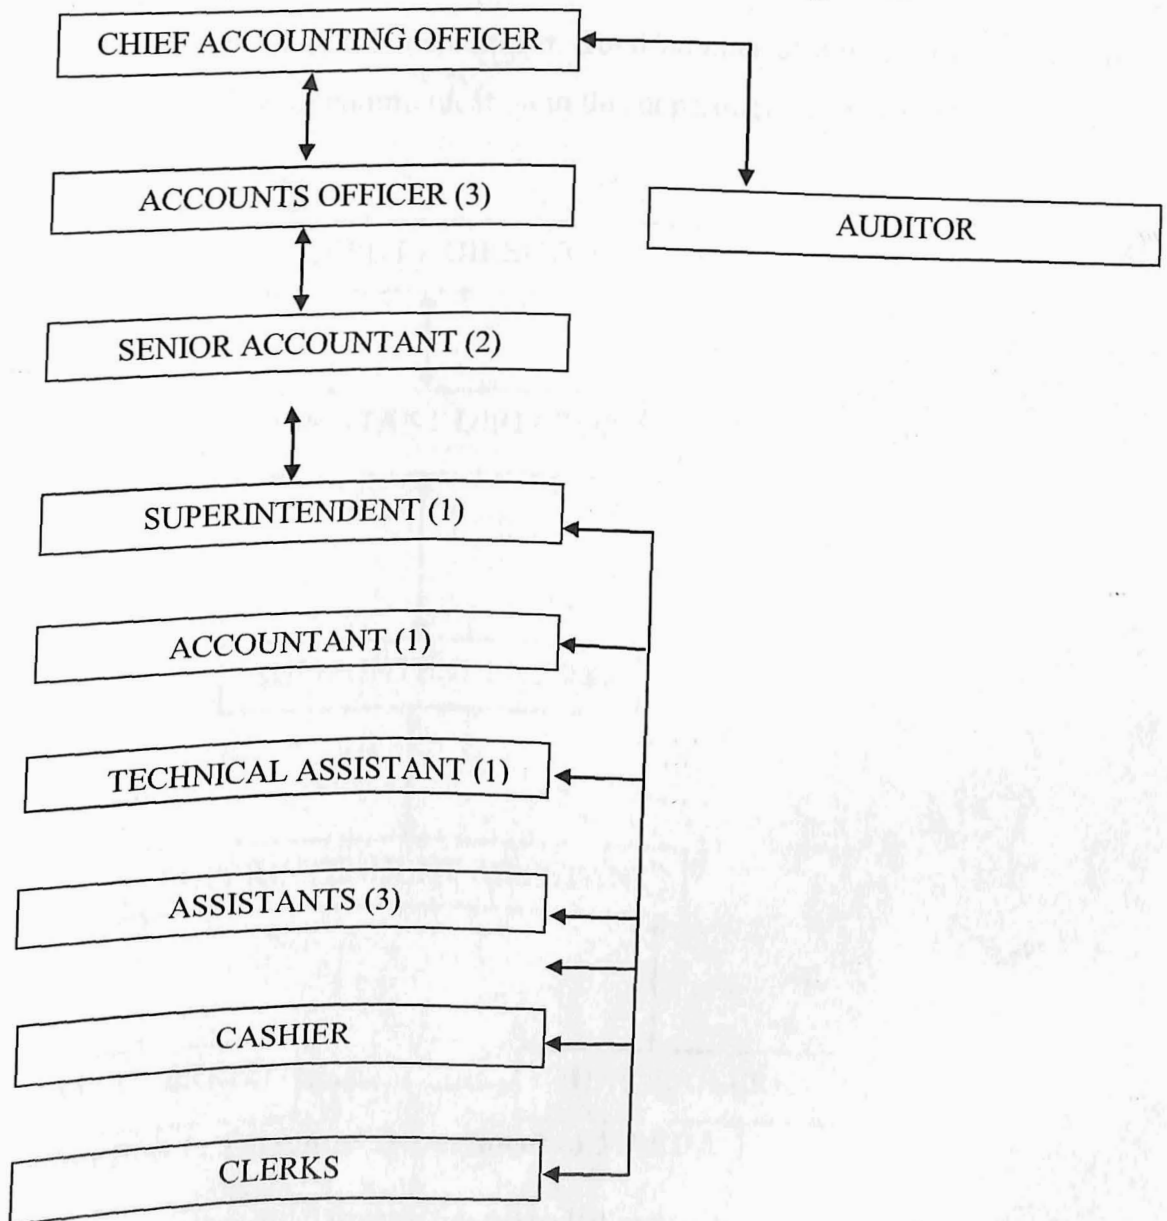 CHIEF ACCOUNTING OFFICER
ACCOUNTS OFFICER (3)
AUDITOR
SENIOR ACCOUNTANT (2)
SUPERINTENDENT (1)
ACCOUNTANT (1)
TECHNICAL ASSISTANT (1)
ASSISTANTS (3)
CASHIER
CLERKS